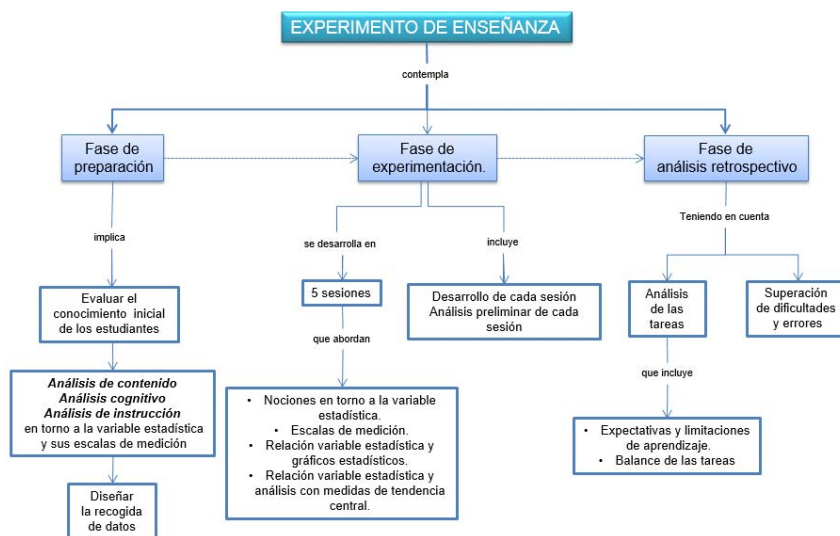 EXPERIMENTO DE ENSEÑANZA
contempla
Fase de
preparación
Fase de
experimentación.
Fase de
análisis retrospectivo
implica
se desarrolla en
incluye
Teniendo en cuenta
Evaluar el
conocimiento inicial
de los estudiantes
5 sesiones
Desarrollo de cada sesión
Análisis preliminar de cada
sesión
Análisis
de las
tareas
Superación
de dificultades
y errores
que abordan
que incluye
Análisis de contenido
Análisis cognitivo
Análisis de instrucción
en torno a la variable estadística
y sus escalas de medición
• Nociones en torno a la variable
estadística.
• Escalas de medición.
• Relación variable estadística y
gráficos estadísticos.
• Relación variable estadística y
análisis con medidas de tendencia
central.
• Expectativas y limitaciones
de aprendizaje.
• Balance de las tareas
Diseñar
la recogida
de datos